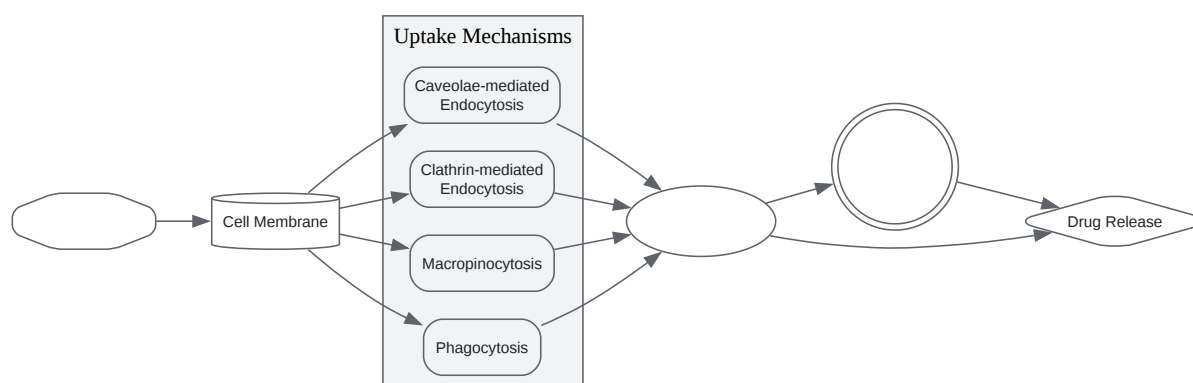 Uptake Mechanisms
Caveolae-mediated
Endocytosis
Clathrin-mediated
Endocytosis
Cell Membrane
Drug Release
Macropinocytosis
Phagocytosis